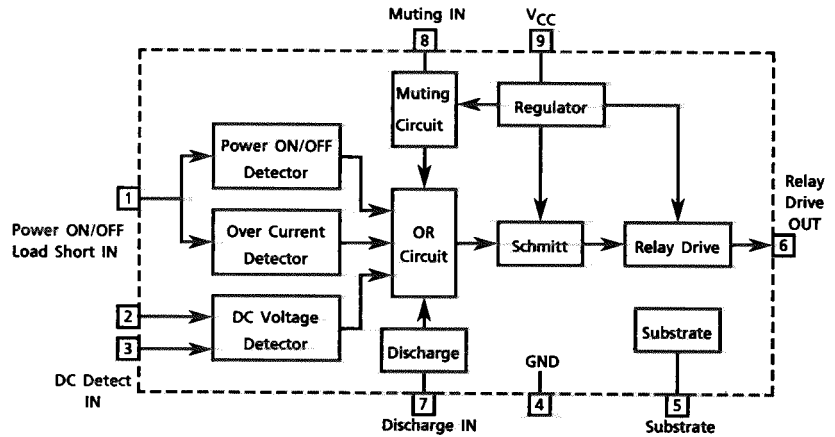 Muting IN
VCC
8
9
Muting
Circuit
Regulator
Power ON/OFF
Detector
1
Power ON/OFF
Load Short IN
Over Current
Detector
OR
Circuit
Schmitt
Relay Drive
Relay
Drive
OUT
6
2
3
DC Voltage
Detector
DC Detect
IN
Discharge
7
Discharge IN
GND
4
Substrate
5
Substrate